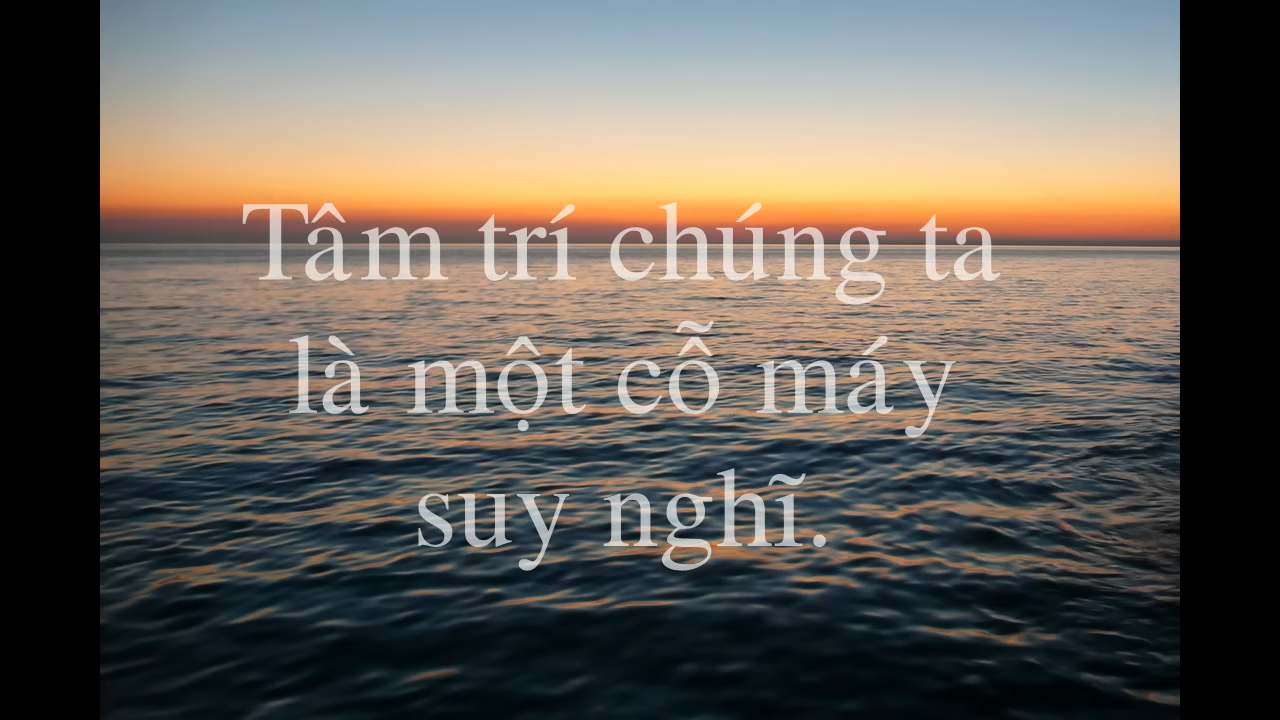 Tâm trí chúng ta
là một cỗ máy
suy nghĩ.